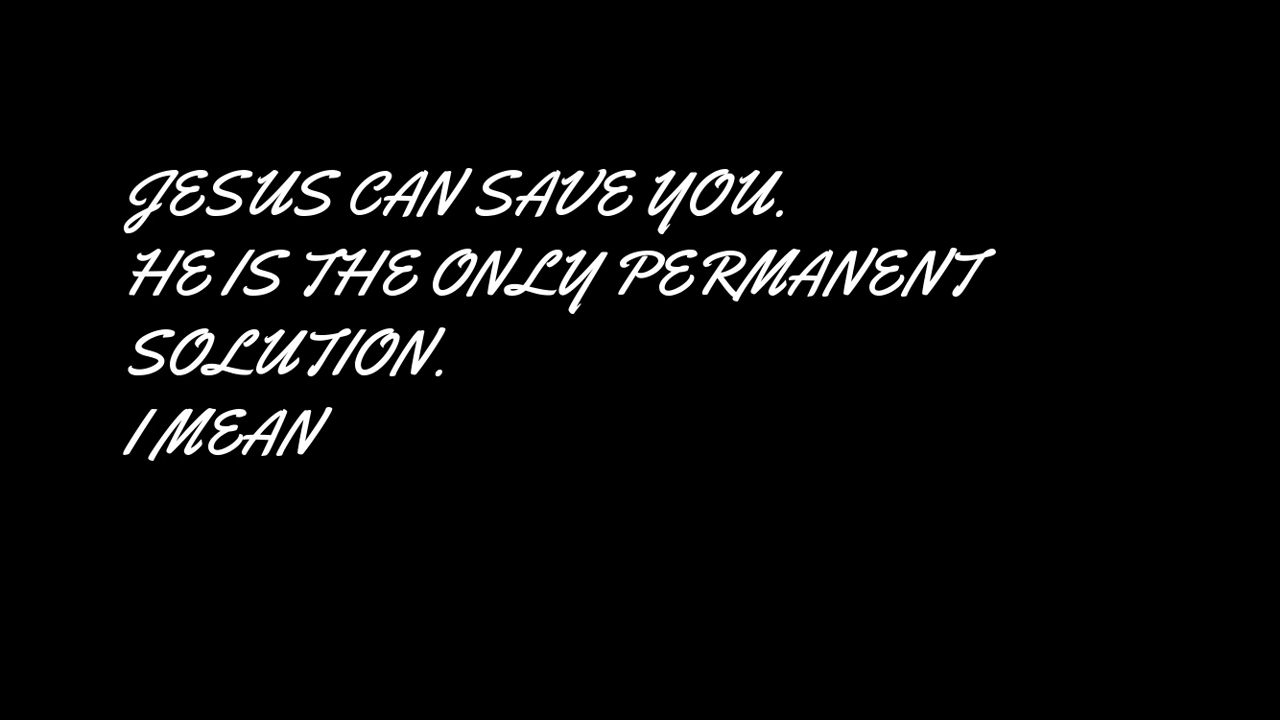 JESUS CAN SAVE YOU.
HE IS THE ONLY PERMANENT
SOLUTION.
I MEAN